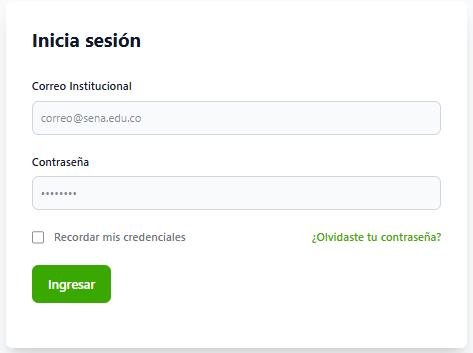 Inicia sesión
Correo Institucional
correo@sena.edu.co
Contraseña
••••••••
Recordar mis credenciales ¿Olvidaste tu contraseña?
Ingresar